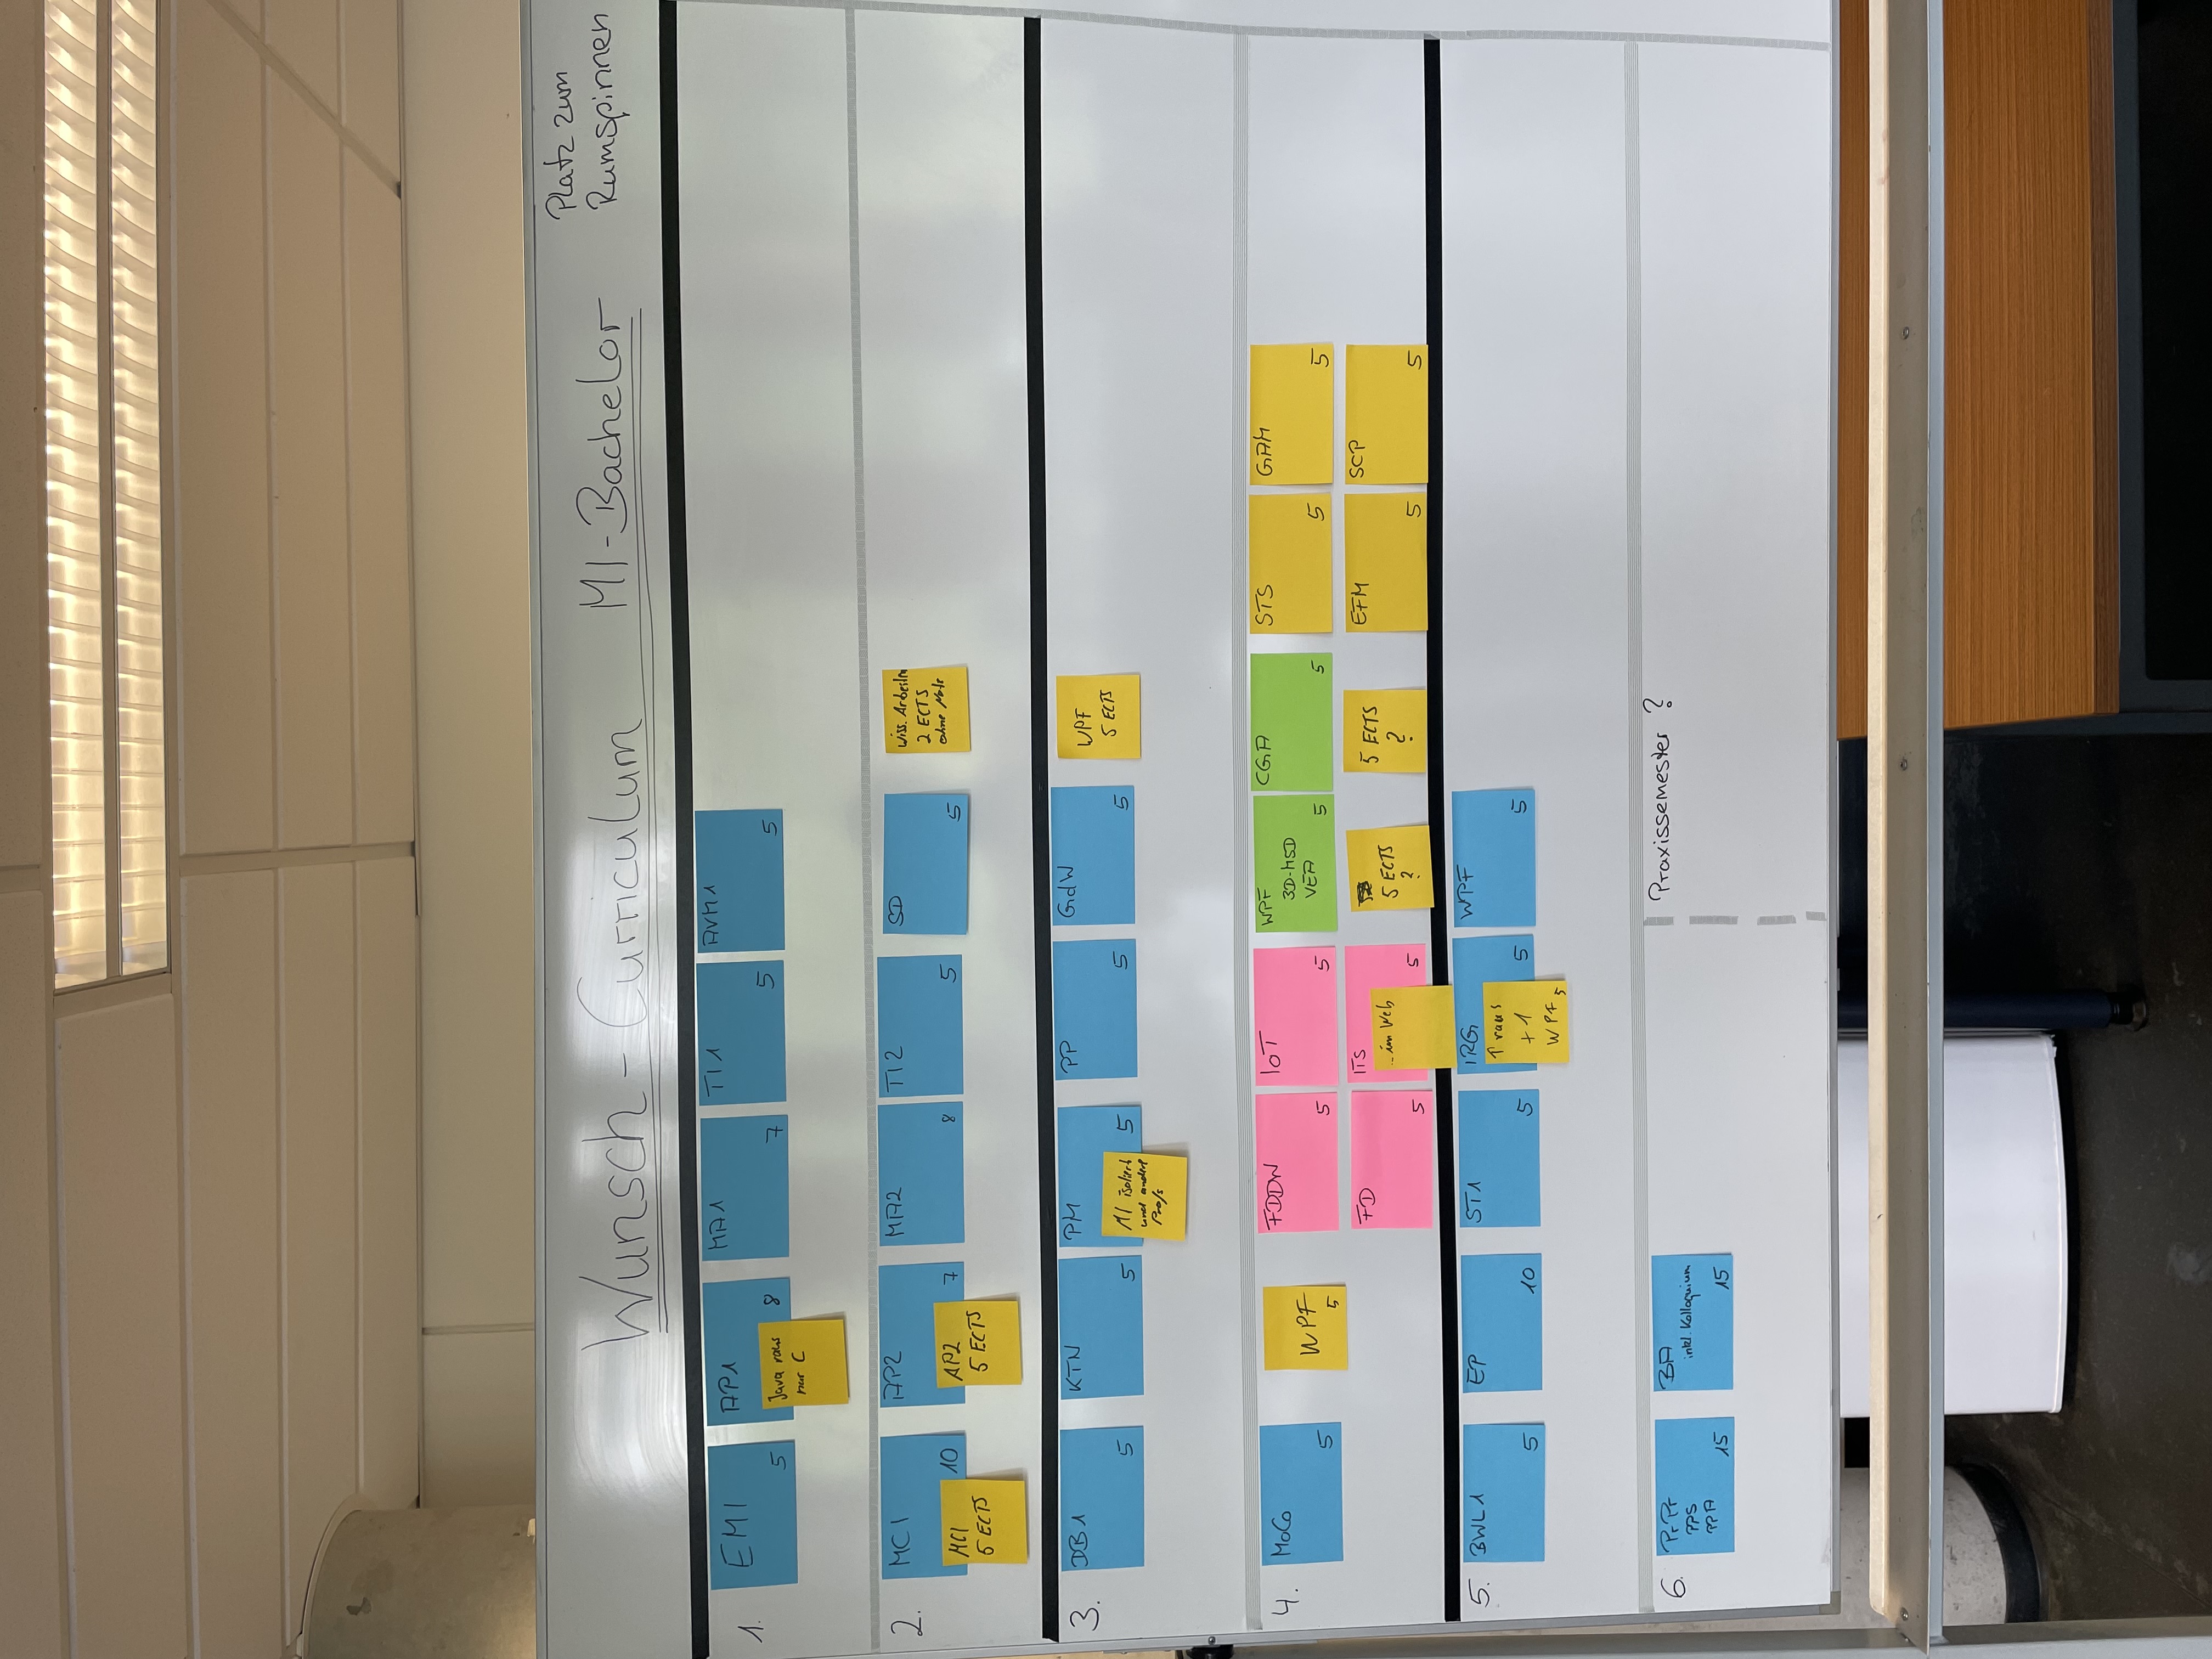 Wunsch - Curriculum MI-Bachelor
Platz zum
Rumspinnen
1.
EMI
5
AP1
8
Java raus
nur C
MA1
7
TI1
5
AVM1
5
2.
MCI
10
MCI
5 ECTS
AP2
7
AP2
5 ECTS
MA2
8
TI2
5
SD
5
Wiss. Arbeiten
2 ECTS
ohne Note
3.
DB1
5
KTN
5
PM
5
MI isoliert
und andere
Profs
PP
5
GdW
5
WPF
5 ECTS
4.
MoCo
5
WPF
5
FDDW
5
IoT
5
WPF
3D-MSD
VEA
5
CGA
5
STS
5
GAM
5
FD
5
ITS
5
... im Web
5 ECTS
?
5 ECTS
?
EFM
5
SCP
5
5.
BWL1
5
EP
10
ST1
5
IRG
5
↑ raus
+1
WPF 5
WPF
5
6.
PrPr
PPS
PPA
15
BA
inkl. Kolloquium
15
Praxissemester ?